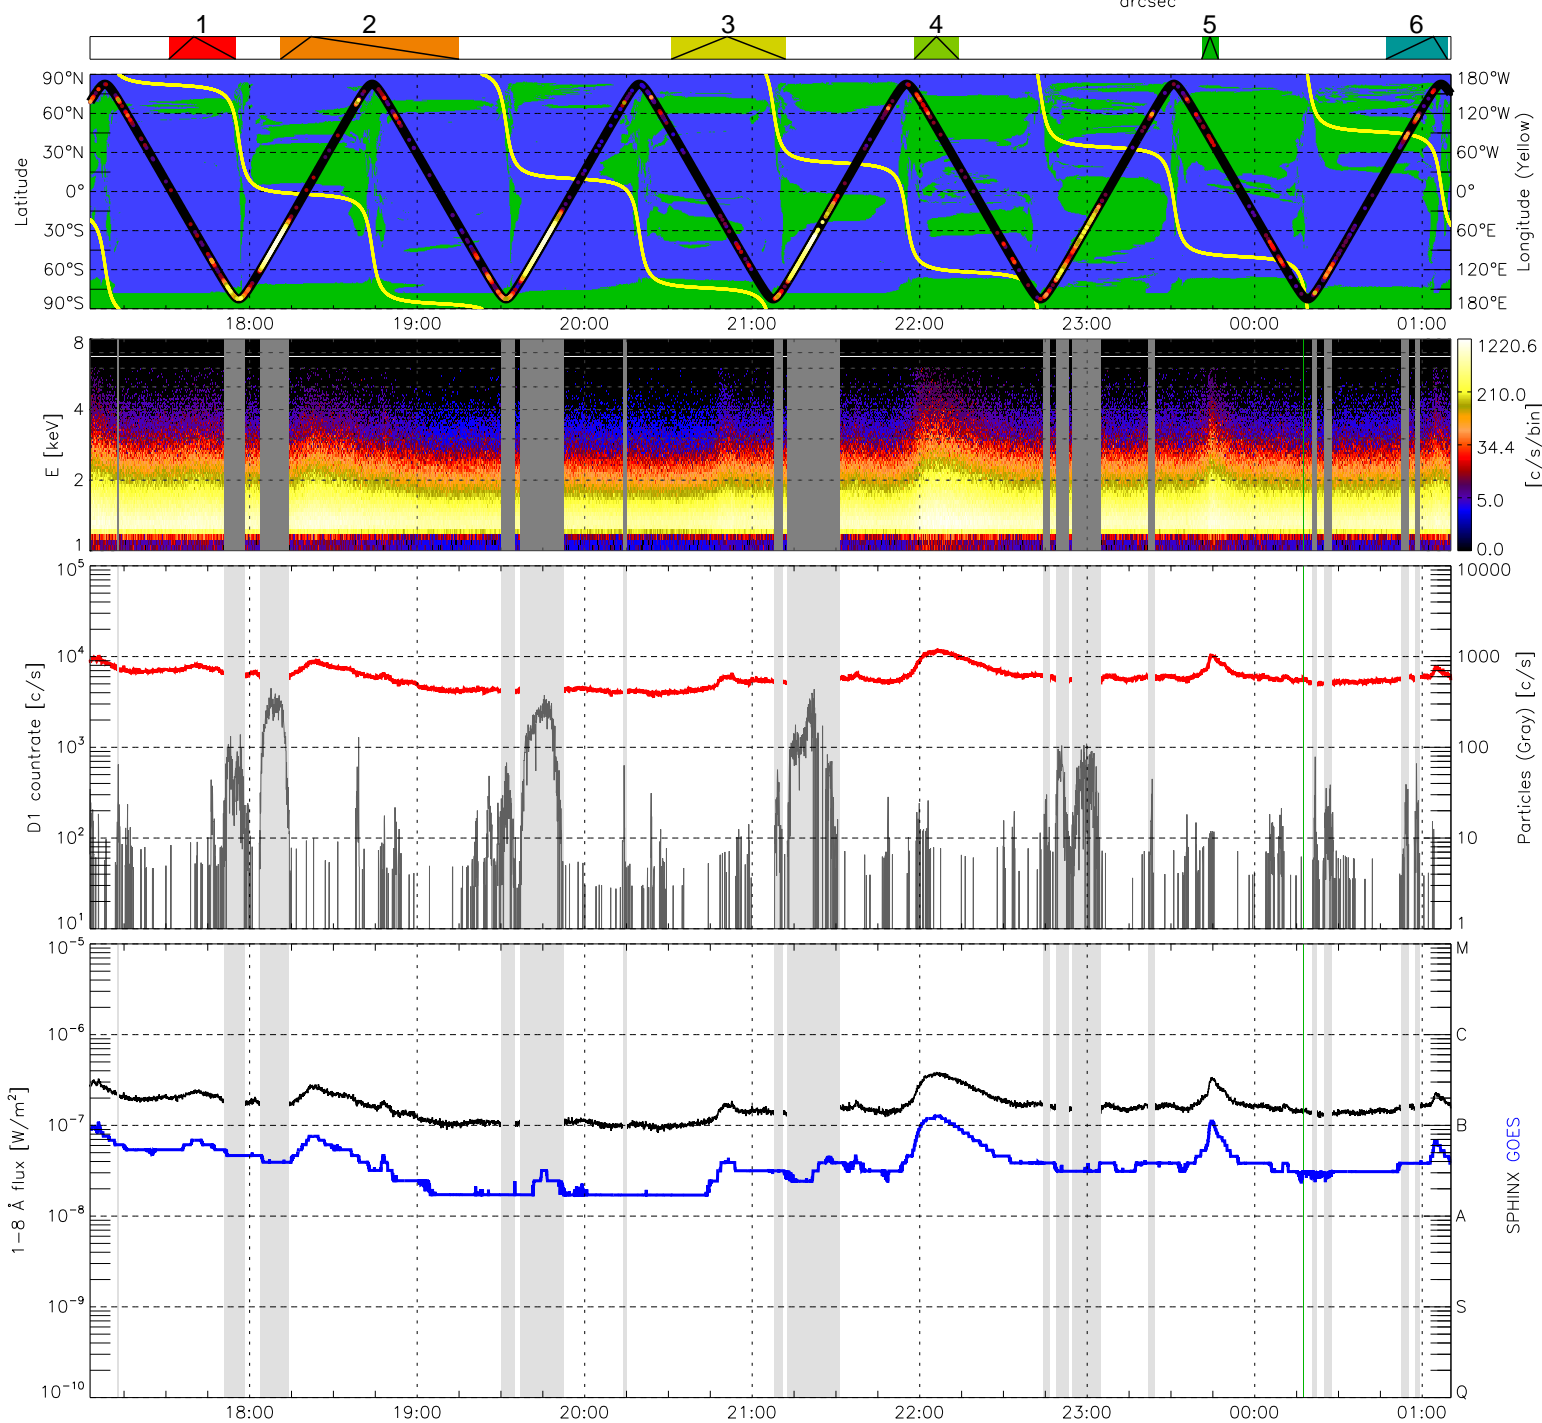 arcsec
1 2 3 4 5 6
90°N 180°W
60°N 120°W
30°N 60°W
0° 0°
30°S 60°E
60°S 120°E
90°S 180°E
Latitude
Longitude (Yellow)
18:00 19:00 20:00 21:00 22:00 23:00 00:00 01:00
8 1220.6
4 210.0
34.4
2 5.0
1 0.0
E [keV]
[c/s/bin]
10⁵ 10000
10⁴ 1000
10³ 100
10² 10
10¹ 1
D1 countrate [c/s]
Particles (Gray) [c/s]
10⁻⁵ M
10⁻⁶ C
10⁻⁷ B
10⁻⁸ A
10⁻⁹ S
10⁻¹⁰ Q
1−8 Å flux [W/m²]
SPHINX GOES
18:00 19:00 20:00 21:00 22:00 23:00 00:00 01:00